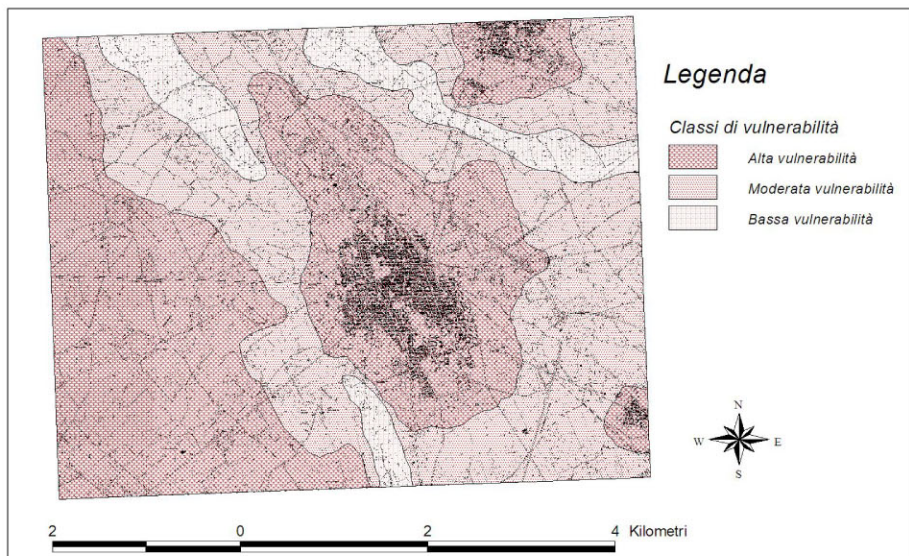 Legenda
Classi di vulnerabilità
Alta vulnerabilità
Moderata vulnerabilità
Bassa vulnerabilità
N
W E
S
2 0 2 4 Kilometri